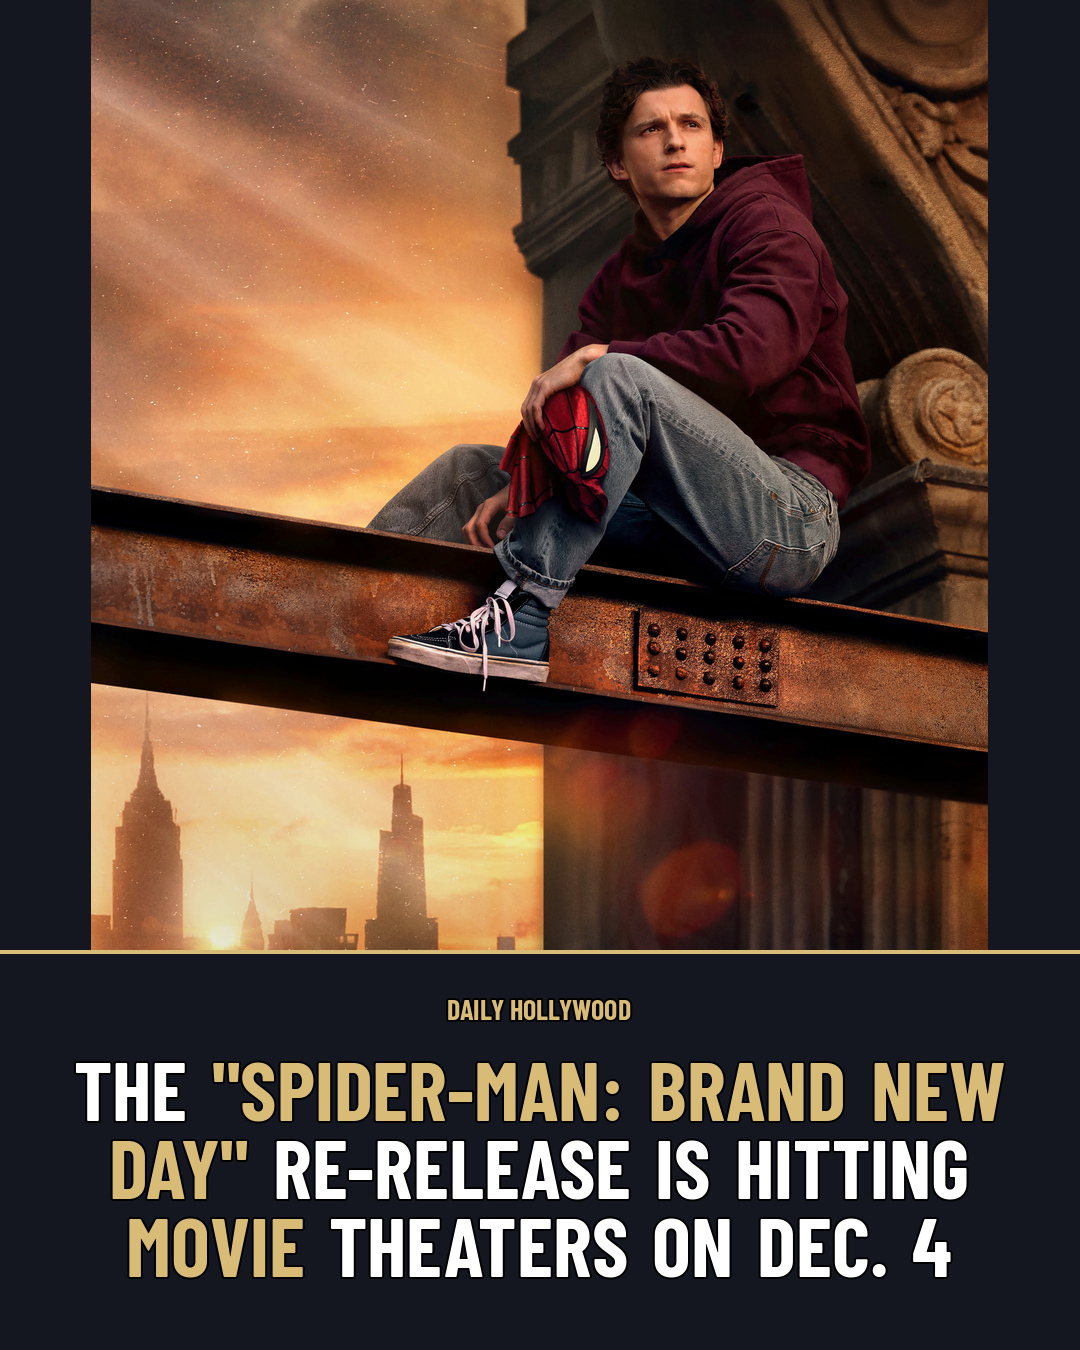 DAILY HOLLYWOOD
THE "SPIDER-MAN: BRAND NEW
DAY" RE-RELEASE IS HITTING
MOVIE THEATERS ON DEC. 4